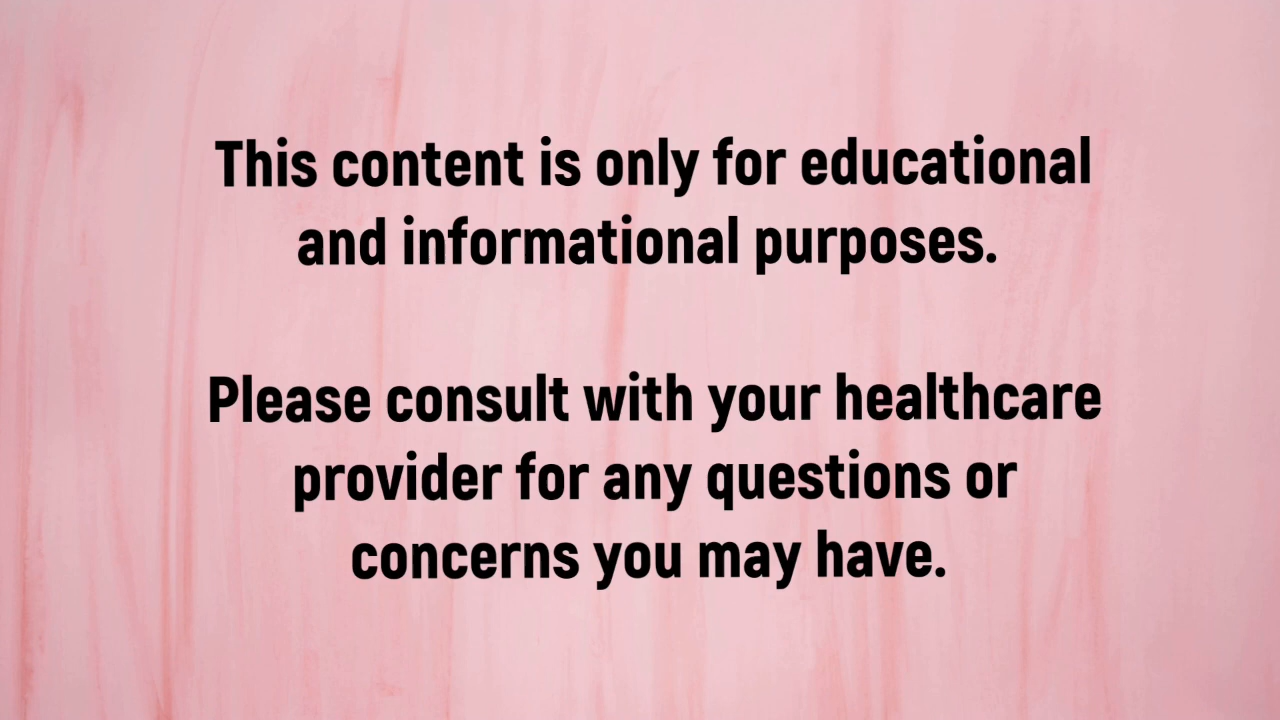 This content is only for educational
and informational purposes.
Please consult with your healthcare
provider for any questions or
concerns you may have.